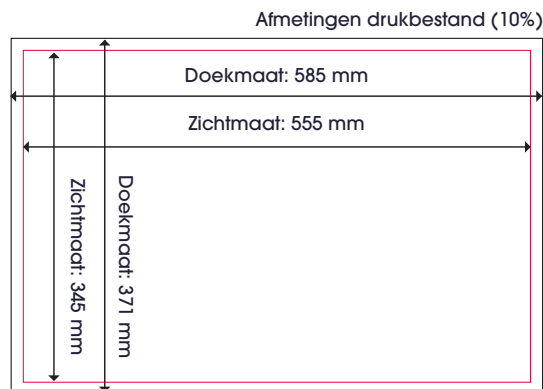 Afmetingen drukbestand (10%)
Doekmaat: 585 mm
Zichtmaat: 555 mm
Doekmaat: 371 mm
Zichtmaat: 345 mm